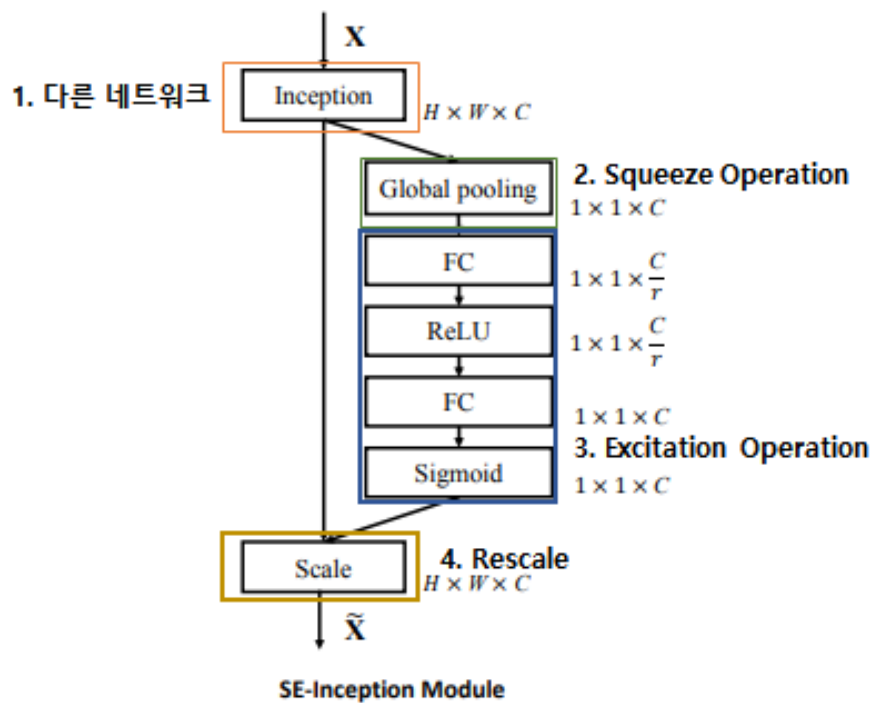 X
1. 다른 네트워크
Inception
H × W × C
Global pooling
2. Squeeze Operation
1 × 1 × C
FC
1 × 1 × C/r
ReLU
1 × 1 × C/r
FC
1 × 1 × C
3. Excitation Operation
Sigmoid
1 × 1 × C
Scale
4. Rescale
H × W × C
X̃
SE-Inception Module